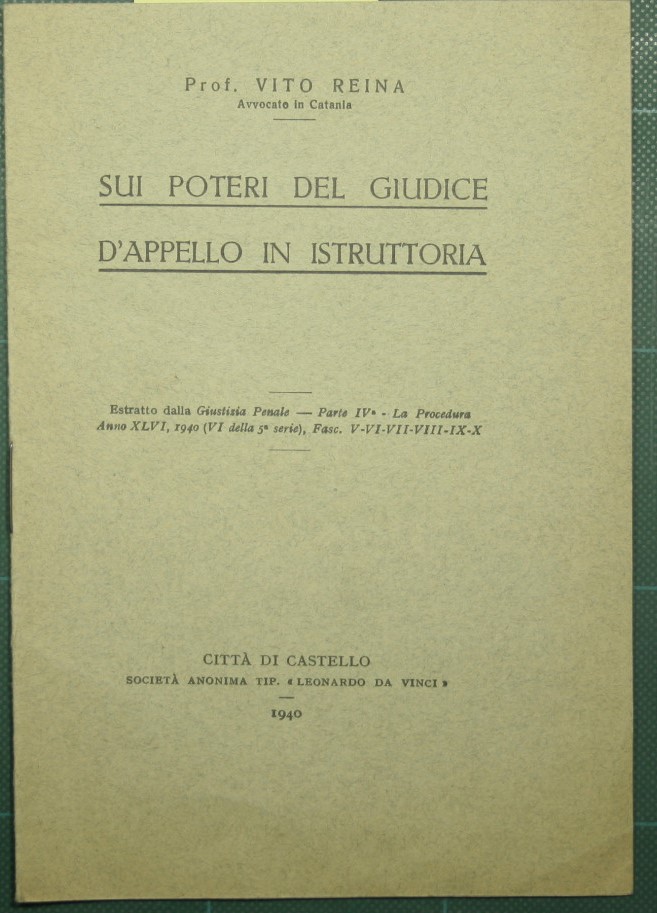 Prof. VITO REINA
Avvocato in Catania
SUI POTERI DEL GIUDICE
D'APPELLO IN ISTRUTTORIA
Estratto dalla Giustizia Penale — Parte IVª - La Procedura
Anno XLVI, 1940 (VI della 5ª serie), Fasc. V-VI-VII-VIII-IX-X
CITTÀ DI CASTELLO
SOCIETÀ ANONIMA TIP. « LEONARDO DA VINCI »
1940